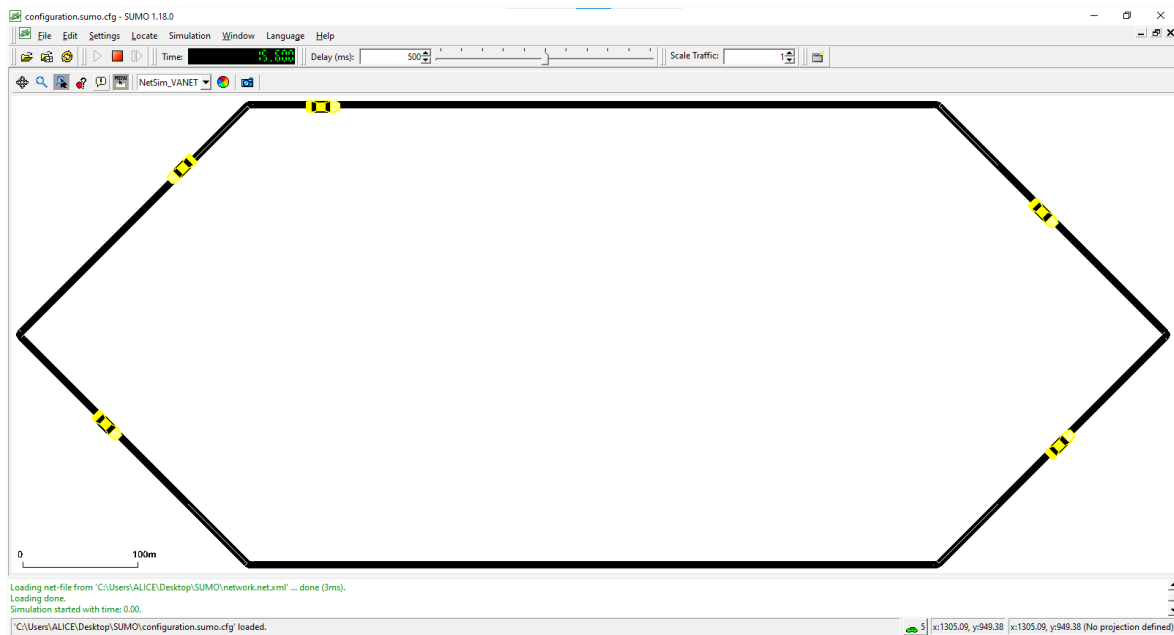 configuration.sumo.cfg - SUMO 1.18.0
File Edit Settings Locate Simulation Window Language Help
Time: 15.600 Delay (ms): 500 Scale Traffic: 1
MENU NetSim_VANET
0 100m
Loading net-file from 'C:\Users\ALICE\Desktop\SUMO\network.net.xml' ... done (3ms).
Loading done.
Simulation started with time: 0.00.
'C:\Users\ALICE\Desktop\SUMO\configuration.sumo.cfg' loaded. 5 x:1305.09, y:949.38 x:1305.09, y:949.38 (No projection defined)